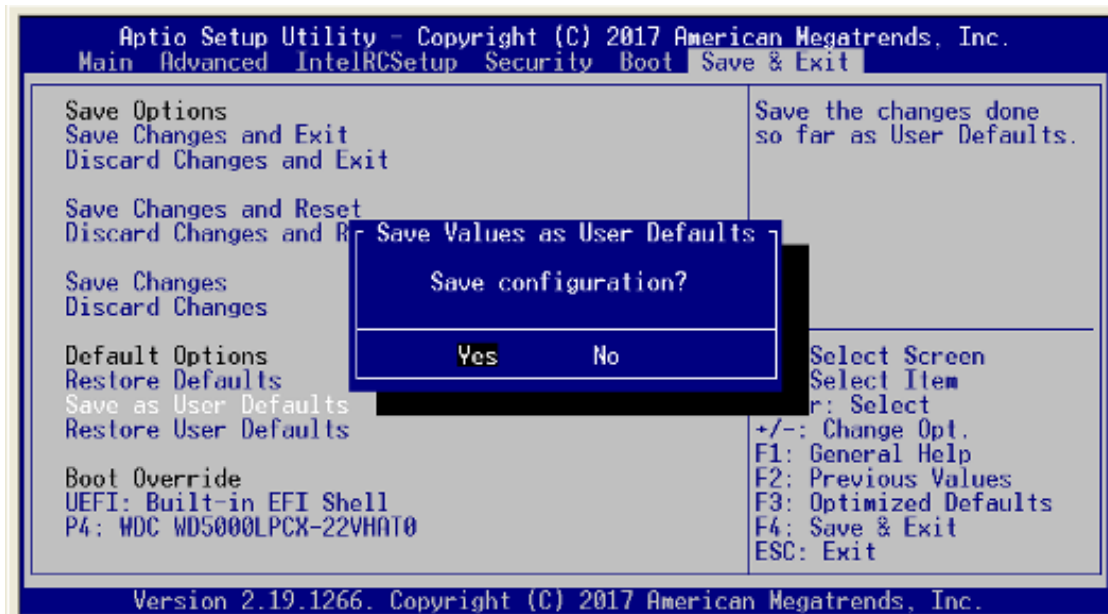 Aptio Setup Utility - Copyright (C) 2017 American Megatrends, Inc.
Main Advanced IntelRCSetup Security Boot Save & Exit
Save Options
Save Changes and Exit
Discard Changes and Exit
Save Changes and Reset
Discard Changes and R
Save Changes
Discard Changes
Default Options
Restore Defaults
Save as User Defaults
Restore User Defaults
Boot Override
UEFI: Built-in EFI Shell
P4: WDC WD5000LPCX-22VHAT0
Save Values as User Defaults
Save configuration?
Yes No
Save the changes done
so far as User Defaults.
Select Screen
Select Item
r: Select
+/-: Change Opt.
F1: General Help
F2: Previous Values
F3: Optimized Defaults
F4: Save & Exit
ESC: Exit
Version 2.19.1266. Copyright (C) 2017 American Megatrends, Inc.